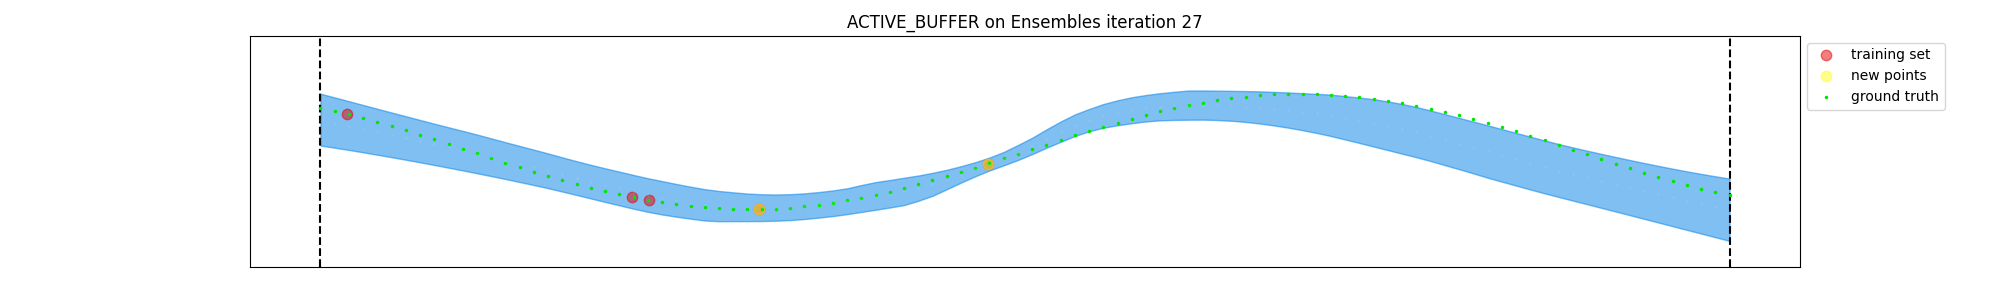 ACTIVE_BUFFER on Ensembles iteration 27
training set
new points
ground truth